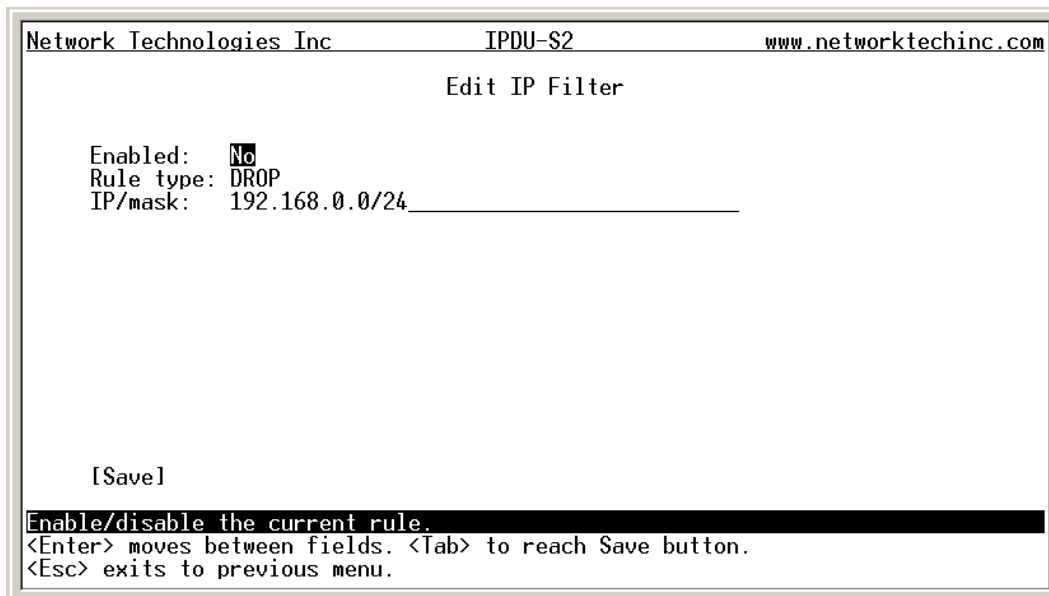 Network Technologies Inc IPDU-S2 www.networktechinc.com
Edit IP Filter
Enabled: No
Rule type: DROP
IP/mask: 192.168.0.0/24
[Save]
Enable/disable the current rule.
<Enter> moves between fields. <Tab> to reach Save button.
<Esc> exits to previous menu.